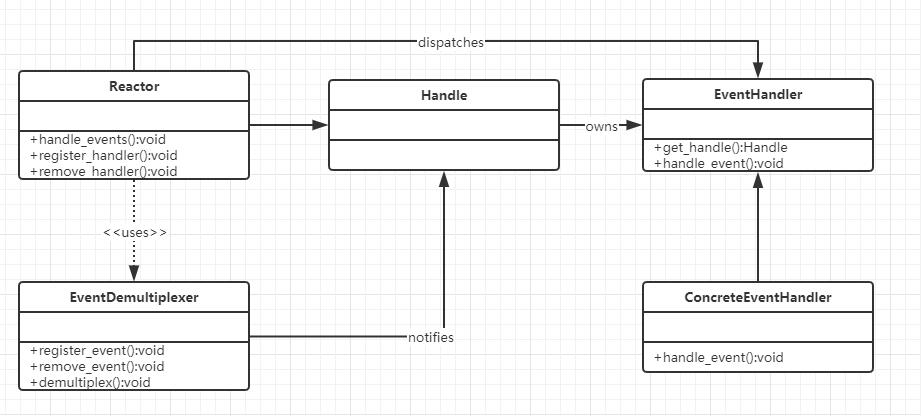 dispatches
Reactor
+handle_events():void
+register_handler():void
+remove_handler():void
Handle
owns
EventHandler
+get_handle():Handle
+handle_event():void
<<uses>>
EventDemultiplexer
+register_event():void
+remove_event():void
+demultiplex():void
notifies
ConcreteEventHandler
+handle_event():void